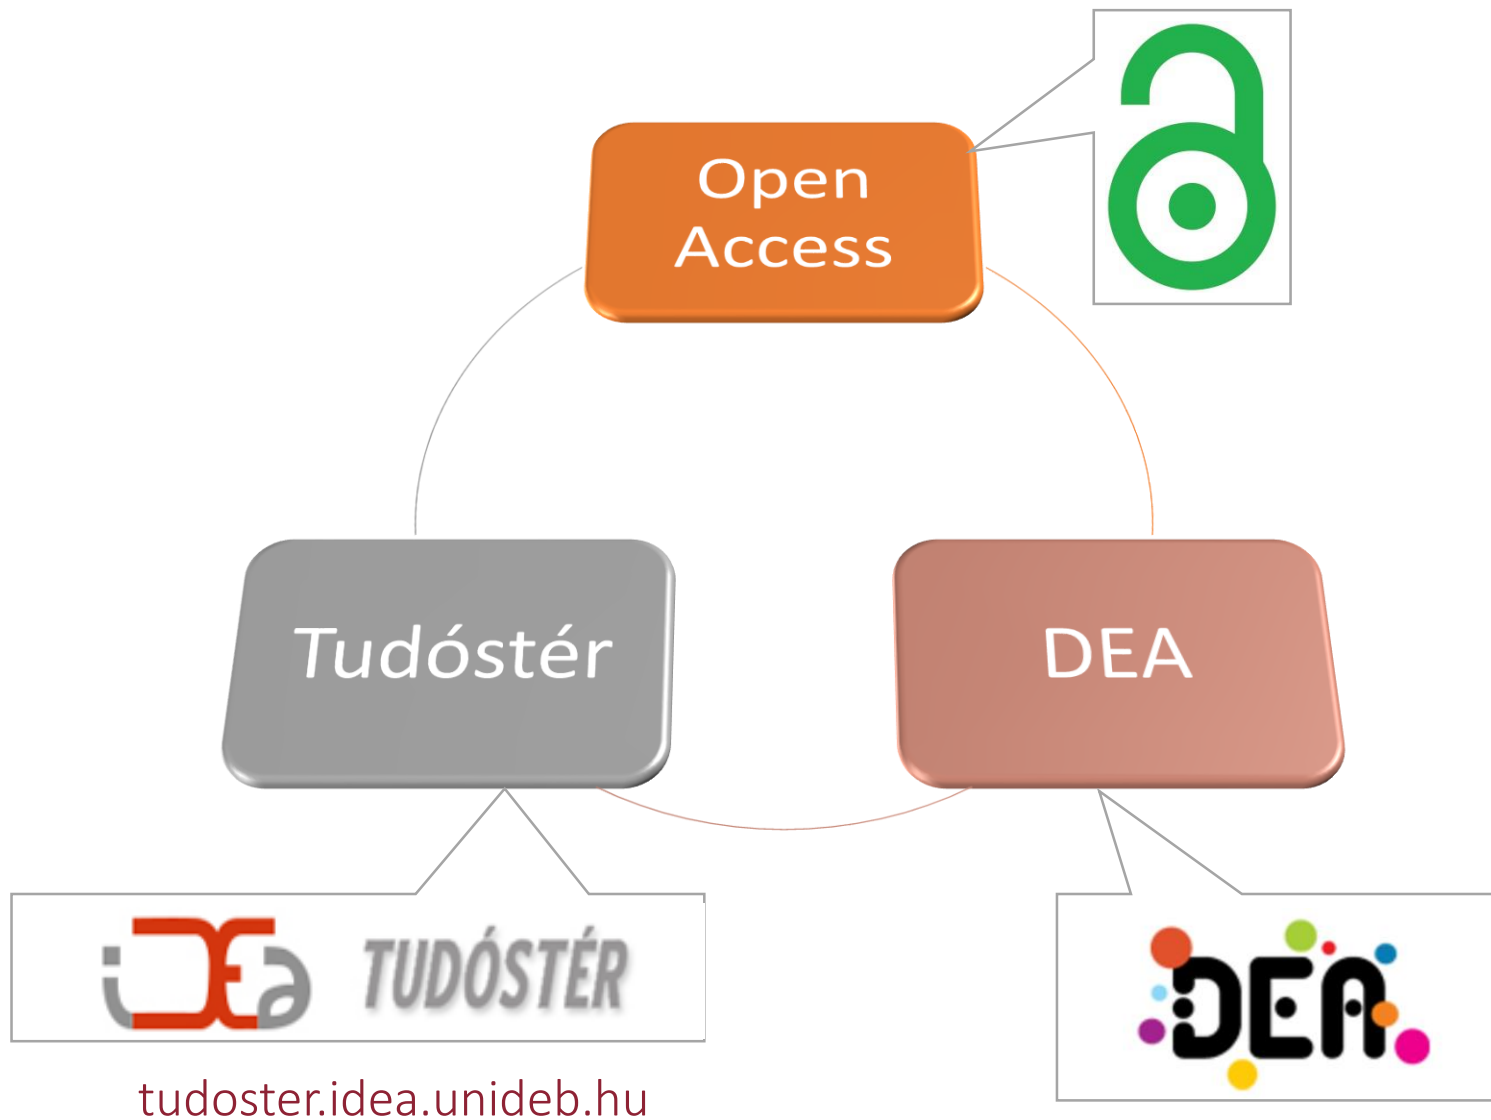 Open
Access
Tudóstér
DEA
iDEa TUDÓSTÉR
DEA
tudoster.idea.unideb.hu